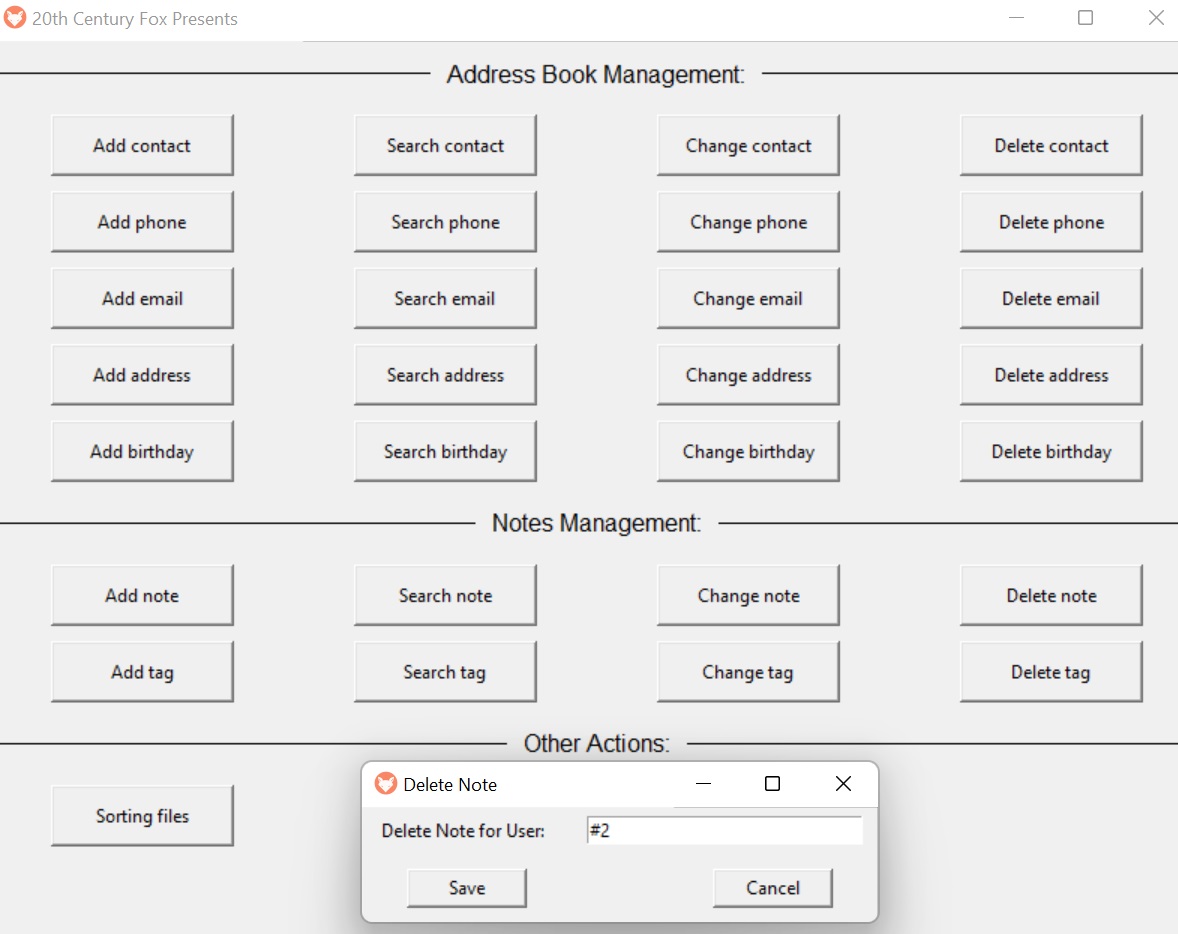 20th Century Fox Presents
Address Book Management:
Add contact Search contact Change contact Delete contact
Add phone Search phone Change phone Delete phone
Add email Search email Change email Delete email
Add address Search address Change address Delete address
Add birthday Search birthday Change birthday Delete birthday
Notes Management:
Add note Search note Change note Delete note
Add tag Search tag Change tag Delete tag
Other Actions:
Sorting files
Delete Note
Delete Note for User: #2
Save Cancel